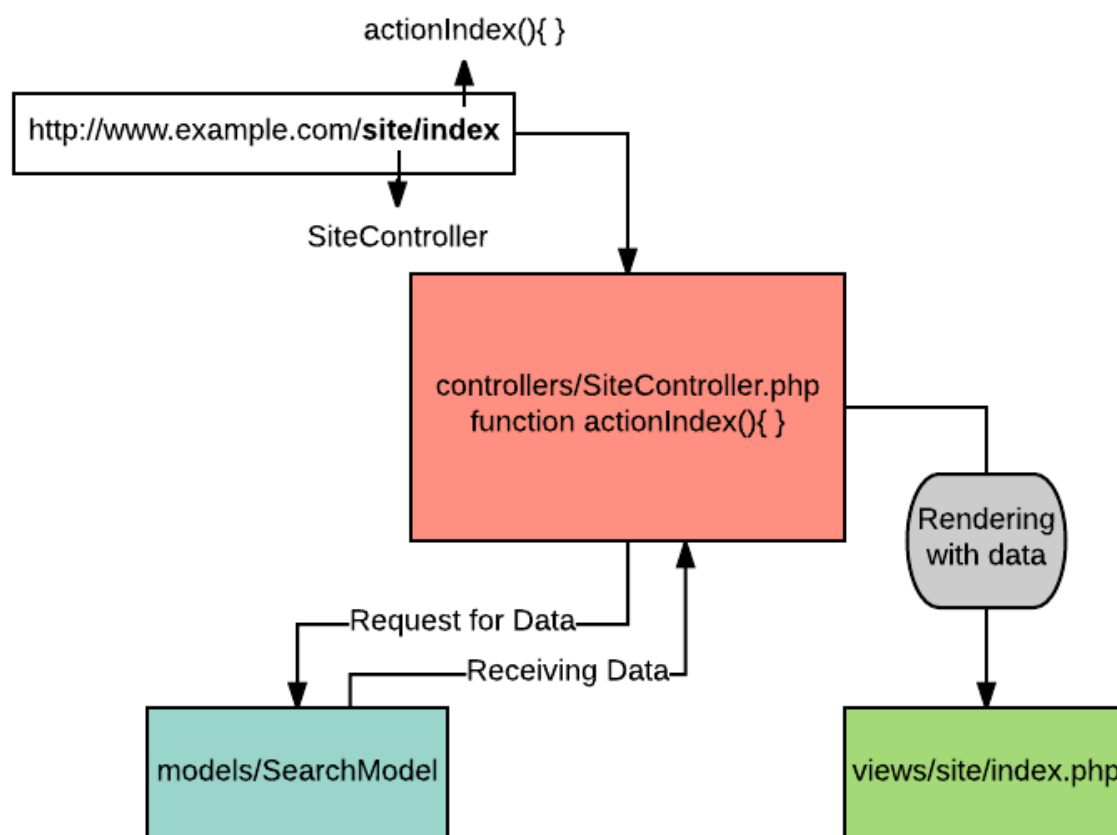 actionIndex(){ }
http://www.example.com/site/index
SiteController
controllers/SiteController.php
function actionIndex(){ }
Rendering
with data
Request for Data
Receiving Data
models/SearchModel
views/site/index.php